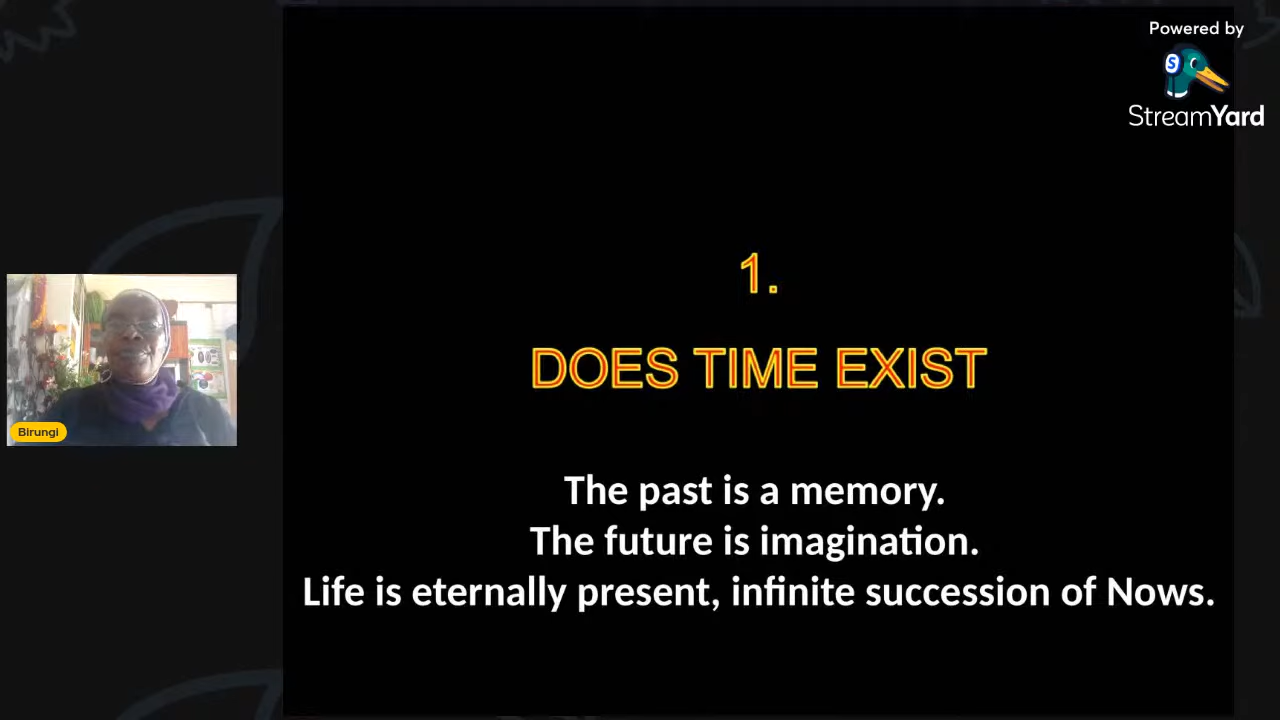 Powered by
S
StreamYard
1.
DOES TIME EXIST
Birungi
The past is a memory.
The future is imagination.
Life is eternally present, infinite succession of Nows.